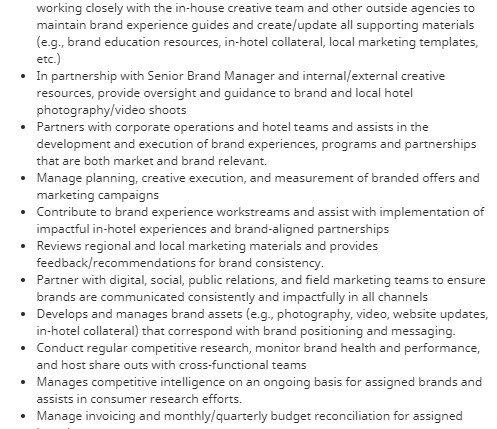 working closely with the in-house creative team and other outside agencies to
maintain brand experience guides and create/update all supporting materials
(e.g., brand education resources, in-hotel collateral, local marketing templates,
etc.)
• In partnership with Senior Brand Manager and internal/external creative
resources, provide oversight and guidance to brand and local hotel
photography/video shoots
• Partners with corporate operations and hotel teams and assists in the
development and execution of brand experiences, programs and partnerships
that are both market and brand relevant.
• Manage planning, creative execution, and measurement of branded offers and
marketing campaigns
• Contribute to brand experience workstreams and assist with implementation of
impactful in-hotel experiences and brand-aligned partnerships
• Reviews regional and local marketing materials and provides
feedback/recommendations for brand consistency.
• Partner with digital, social, public relations, and field marketing teams to ensure
brands are communicated consistently and impactfully in all channels
• Develops and manages brand assets (e.g., photography, video, website updates,
in-hotel collateral) that correspond with brand positioning and messaging.
• Conduct regular competitive research, monitor brand health and performance,
and host share outs with cross-functional teams
• Manages competitive intelligence on an ongoing basis for assigned brands and
assists in consumer research efforts.
• Manage invoicing and monthly/quarterly budget reconciliation for assigned